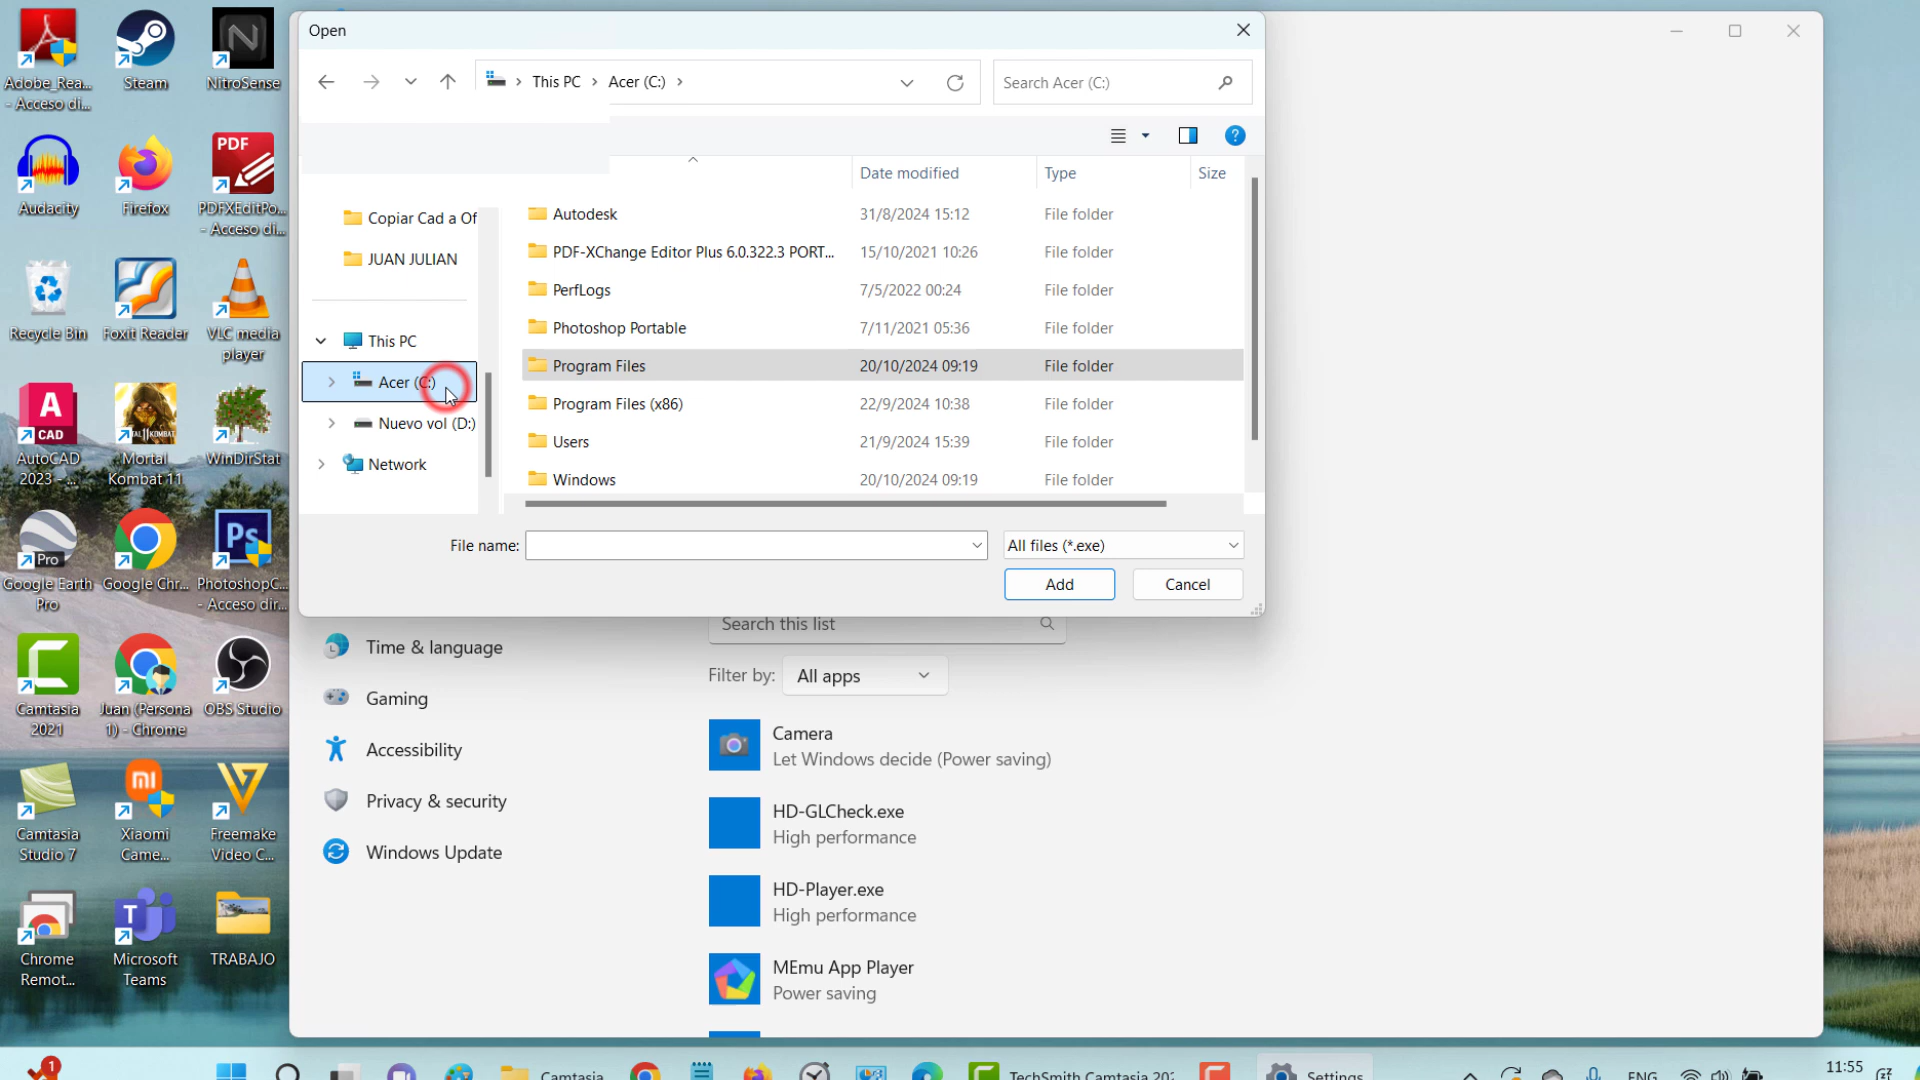 Open
This PC > Acer (C:) >
Search Acer (C:)
Date modified
Type
Size
Copiar Cad a Of
JUAN JULIAN
This PC
Acer (C:)
Nuevo vol (D:)
Network
Autodesk 31/8/2024 15:12 File folder
PDF-XChange Editor Plus 6.0.322.3 PORT... 15/10/2021 10:26 File folder
PerfLogs 7/5/2022 00:24 File folder
Photoshop Portable 7/11/2021 05:36 File folder
Program Files 20/10/2024 09:19 File folder
Program Files (x86) 22/9/2024 10:38 File folder
Users 21/9/2024 15:39 File folder
Windows 20/10/2024 09:19 File folder
File name:
All files (*.exe)
Add
Cancel
Time & language
Gaming
Accessibility
Privacy & security
Windows Update
Search this list
Filter by: All apps
Camera
Let Windows decide (Power saving)
HD-GLCheck.exe
High performance
HD-Player.exe
High performance
MEmu App Player
Power saving
Adobe_Rea...
- Acceso di...
Steam
NitroSense
Audacity
Firefox
PDF
PDFXEditPo...
- Acceso di...
Recycle Bin
Foxit Reader
VLC media
player
A
CAD
AutoCAD
2023 - ...
Mortal
Kombat 11
WinDirStat
Pro
Google Earth
Pro
Google Chr...
Ps
PhotoshopC...
- Acceso dir...
Camtasia
2021
Juan (Persona
1) - Chrome
OBS Studio
Camtasia
Studio 7
Xiaomi
Came...
Freemake
Video C...
Chrome
Remot...
Microsoft
Teams
TRABAJO
1
Camtasia
TechSmith Camtasia 202
Settings
ENG
11:55